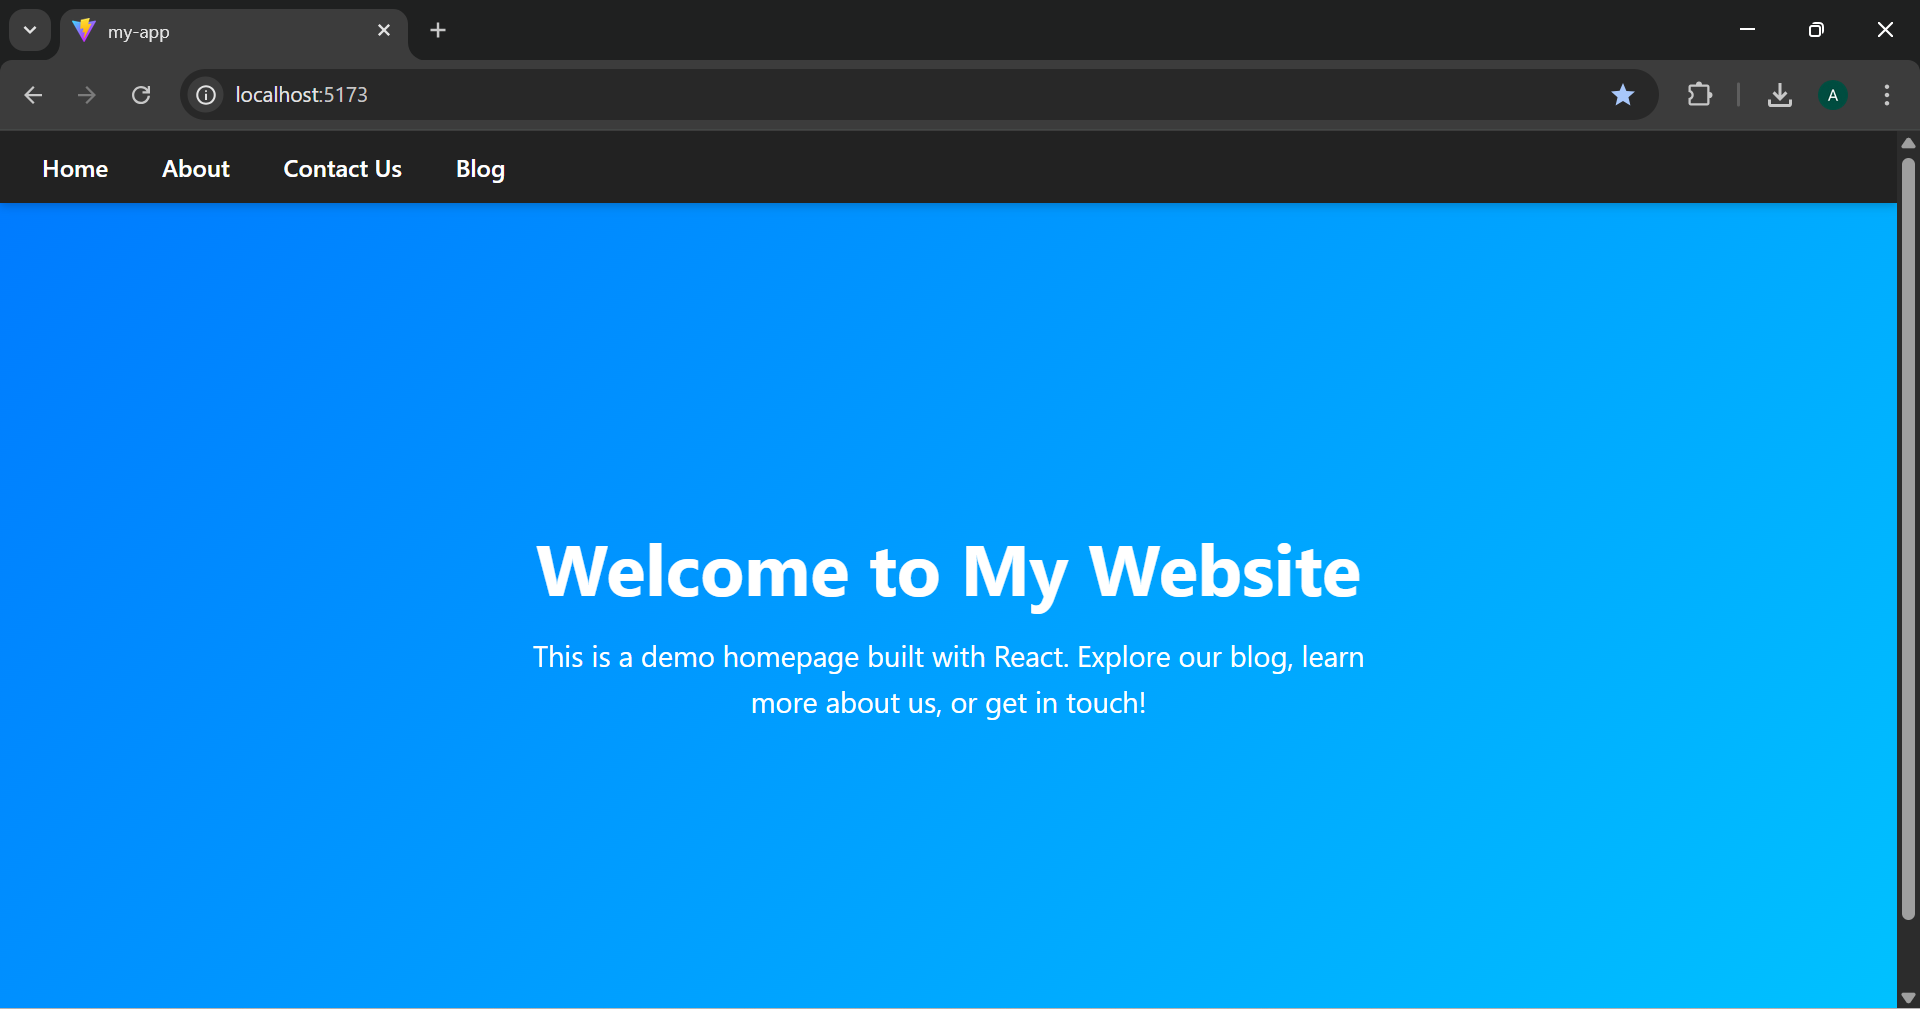 my-app
localhost:5173
A
Home About Contact Us Blog
Welcome to My Website
This is a demo homepage built with React. Explore our blog, learn
more about us, or get in touch!